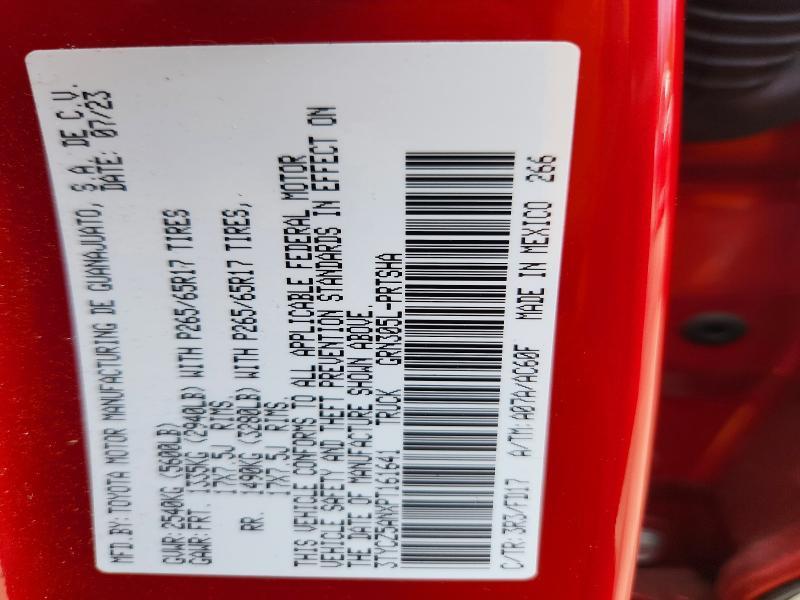 MFD.BY: TOYOTA MOTOR MANUFACTURING DE GUANAJUATO, S.A. DE C.V.
DATE: 07/23
GVWR: 2540KG (5600LB)
GAWR: FRT. 1335KG (2940LB) WITH P265/65R17 TIRES
17X7.5J RIMS,
RR. 1490KG (3280LB) WITH P265/65R17 TIRES,
17X7.5J RIMS.
THIS VEHICLE CONFORMS TO ALL APPLICABLE FEDERAL MOTOR
VEHICLE SAFETY AND THEFT PREVENTION STANDARDS IN EFFECT ON
THE DATE OF MANUFACTURE SHOWN ABOVE.
3TYCZ5ANXPT161641 TRUCK GRN305L-PRTSHA
C/TR: 3R3/FD17 A/TM: A07A/AC60F MADE IN MEXICO 266